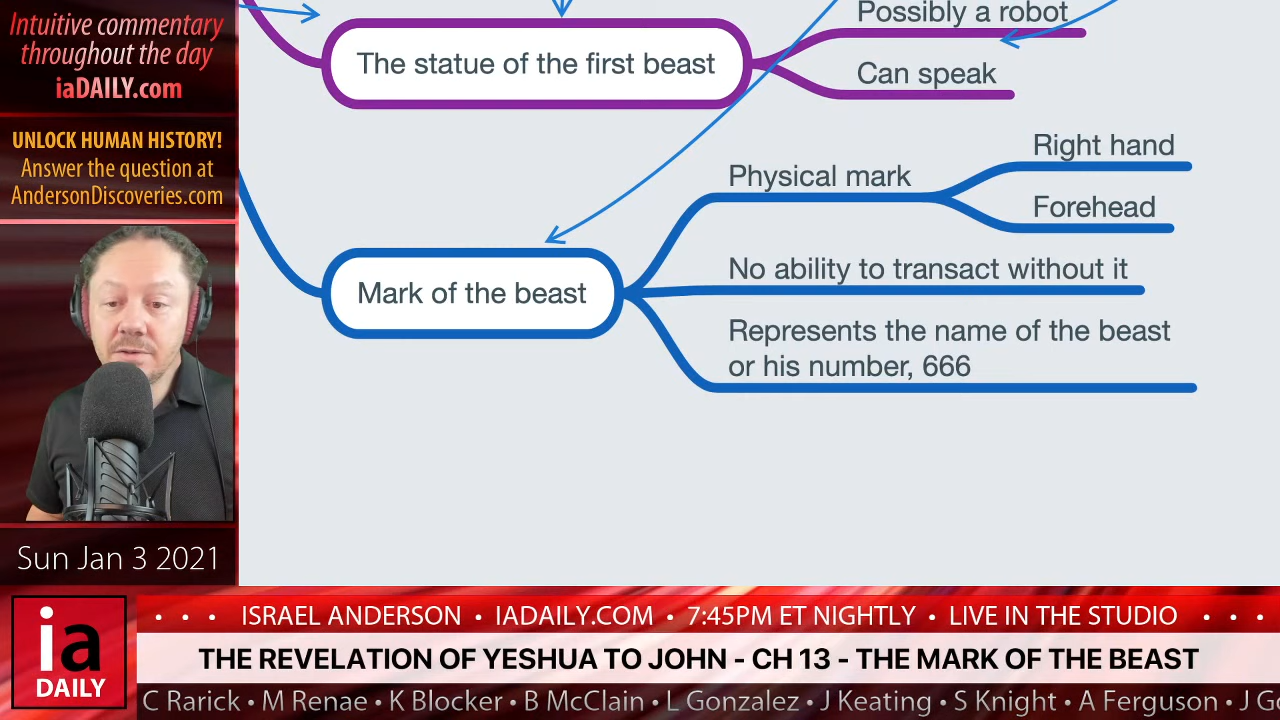 Intuitive commentary
throughout the day
iaDAILY.com
UNLOCK HUMAN HISTORY!
Answer the question at
AndersonDiscoveries.com
Sun Jan 3 2021
Possibly a robot
The statue of the first beast
Can speak
Right hand
Physical mark
Forehead
No ability to transact without it
Mark of the beast
Represents the name of the beast
or his number, 666
ia
DAILY
• • • ISRAEL ANDERSON • IADAILY.COM • 7:45PM ET NIGHTLY • LIVE IN THE STUDIO • • •
THE REVELATION OF YESHUA TO JOHN - CH 13 - THE MARK OF THE BEAST
C Rarick • M Renae • K Blocker • B McClain • L Gonzalez • J Keating • S Knight • A Ferguson • J